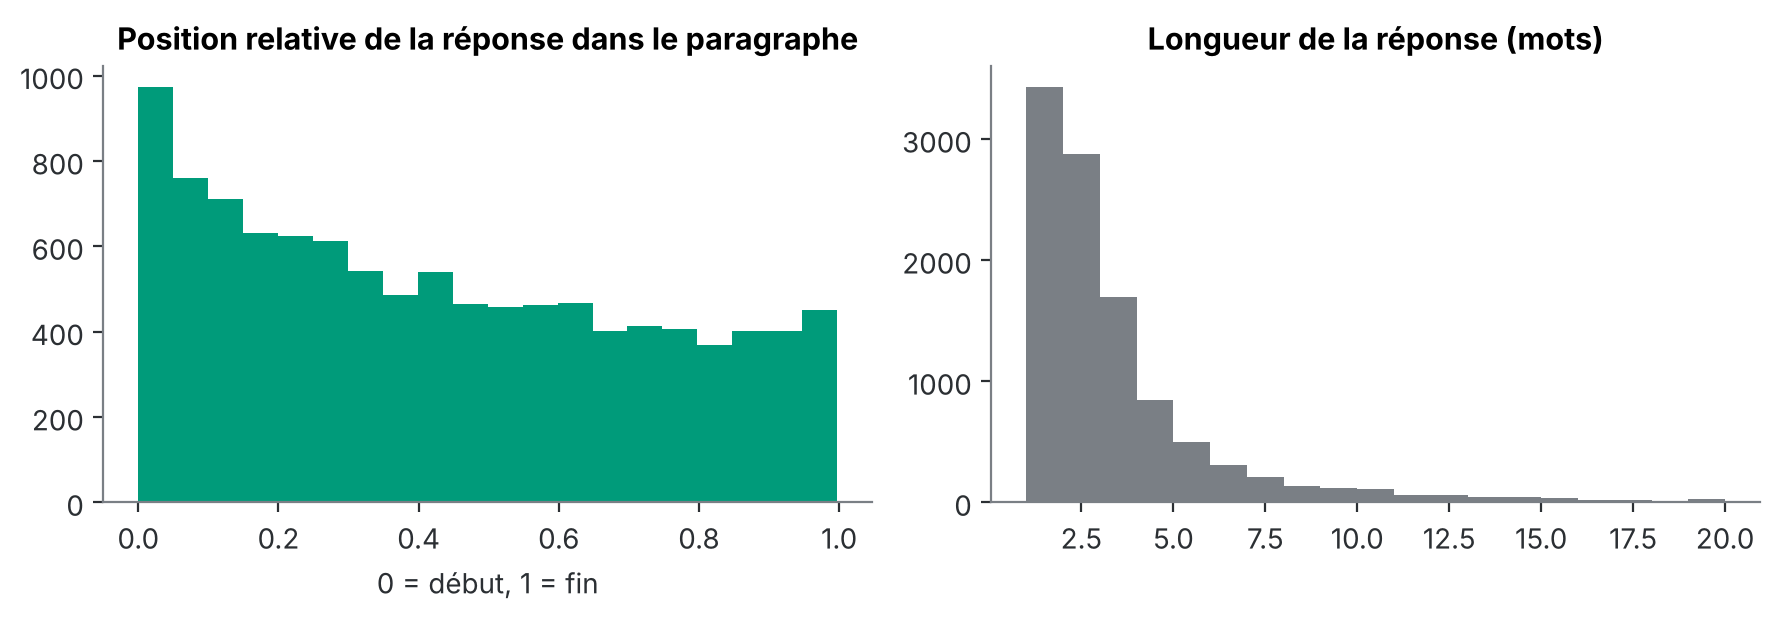 Position relative de la réponse dans le paragraphe
1000
800
600
400
200
0
0.0 0.2 0.4 0.6 0.8 1.0
0 = début, 1 = fin
Longueur de la réponse (mots)
3000
2000
1000
0
2.5 5.0 7.5 10.0 12.5 15.0 17.5 20.0